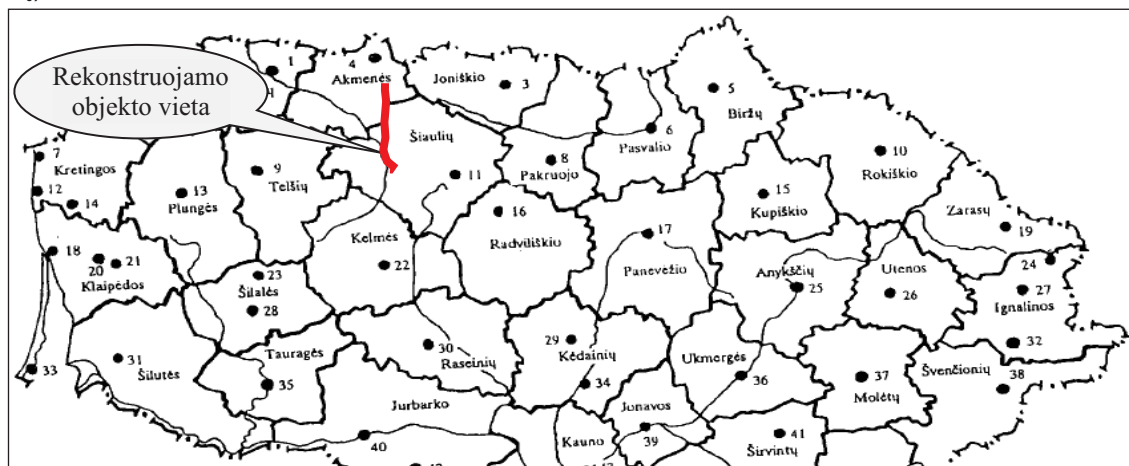 Rekonstruojamo
objekto vieta
1
4
Akmenės
Joniškio
3
5
Biržų
6
Pasvalio
7
Kretingos
12
14
13
Plungės
9
Telšių
Šiaulių
11
8
Pakruojo
10
Rokiškio
15
Kupiškio
Zarasų
19
16
Radviliškio
17
Panevėžio
Kelmės
22
18
20
21
Klaipėdos
23
Šilalės
28
Anykščių
25
Utenos
26
24
27
Ignalinos
32
33
31
Šilutės
Tauragės
35
30
Raseinių
29
Kėdainių
34
Ukmergės
36
37
Molėtų
Švenčionių
38
Jurbarko
40
Jonavos
39
Kauno
41
Širvintų